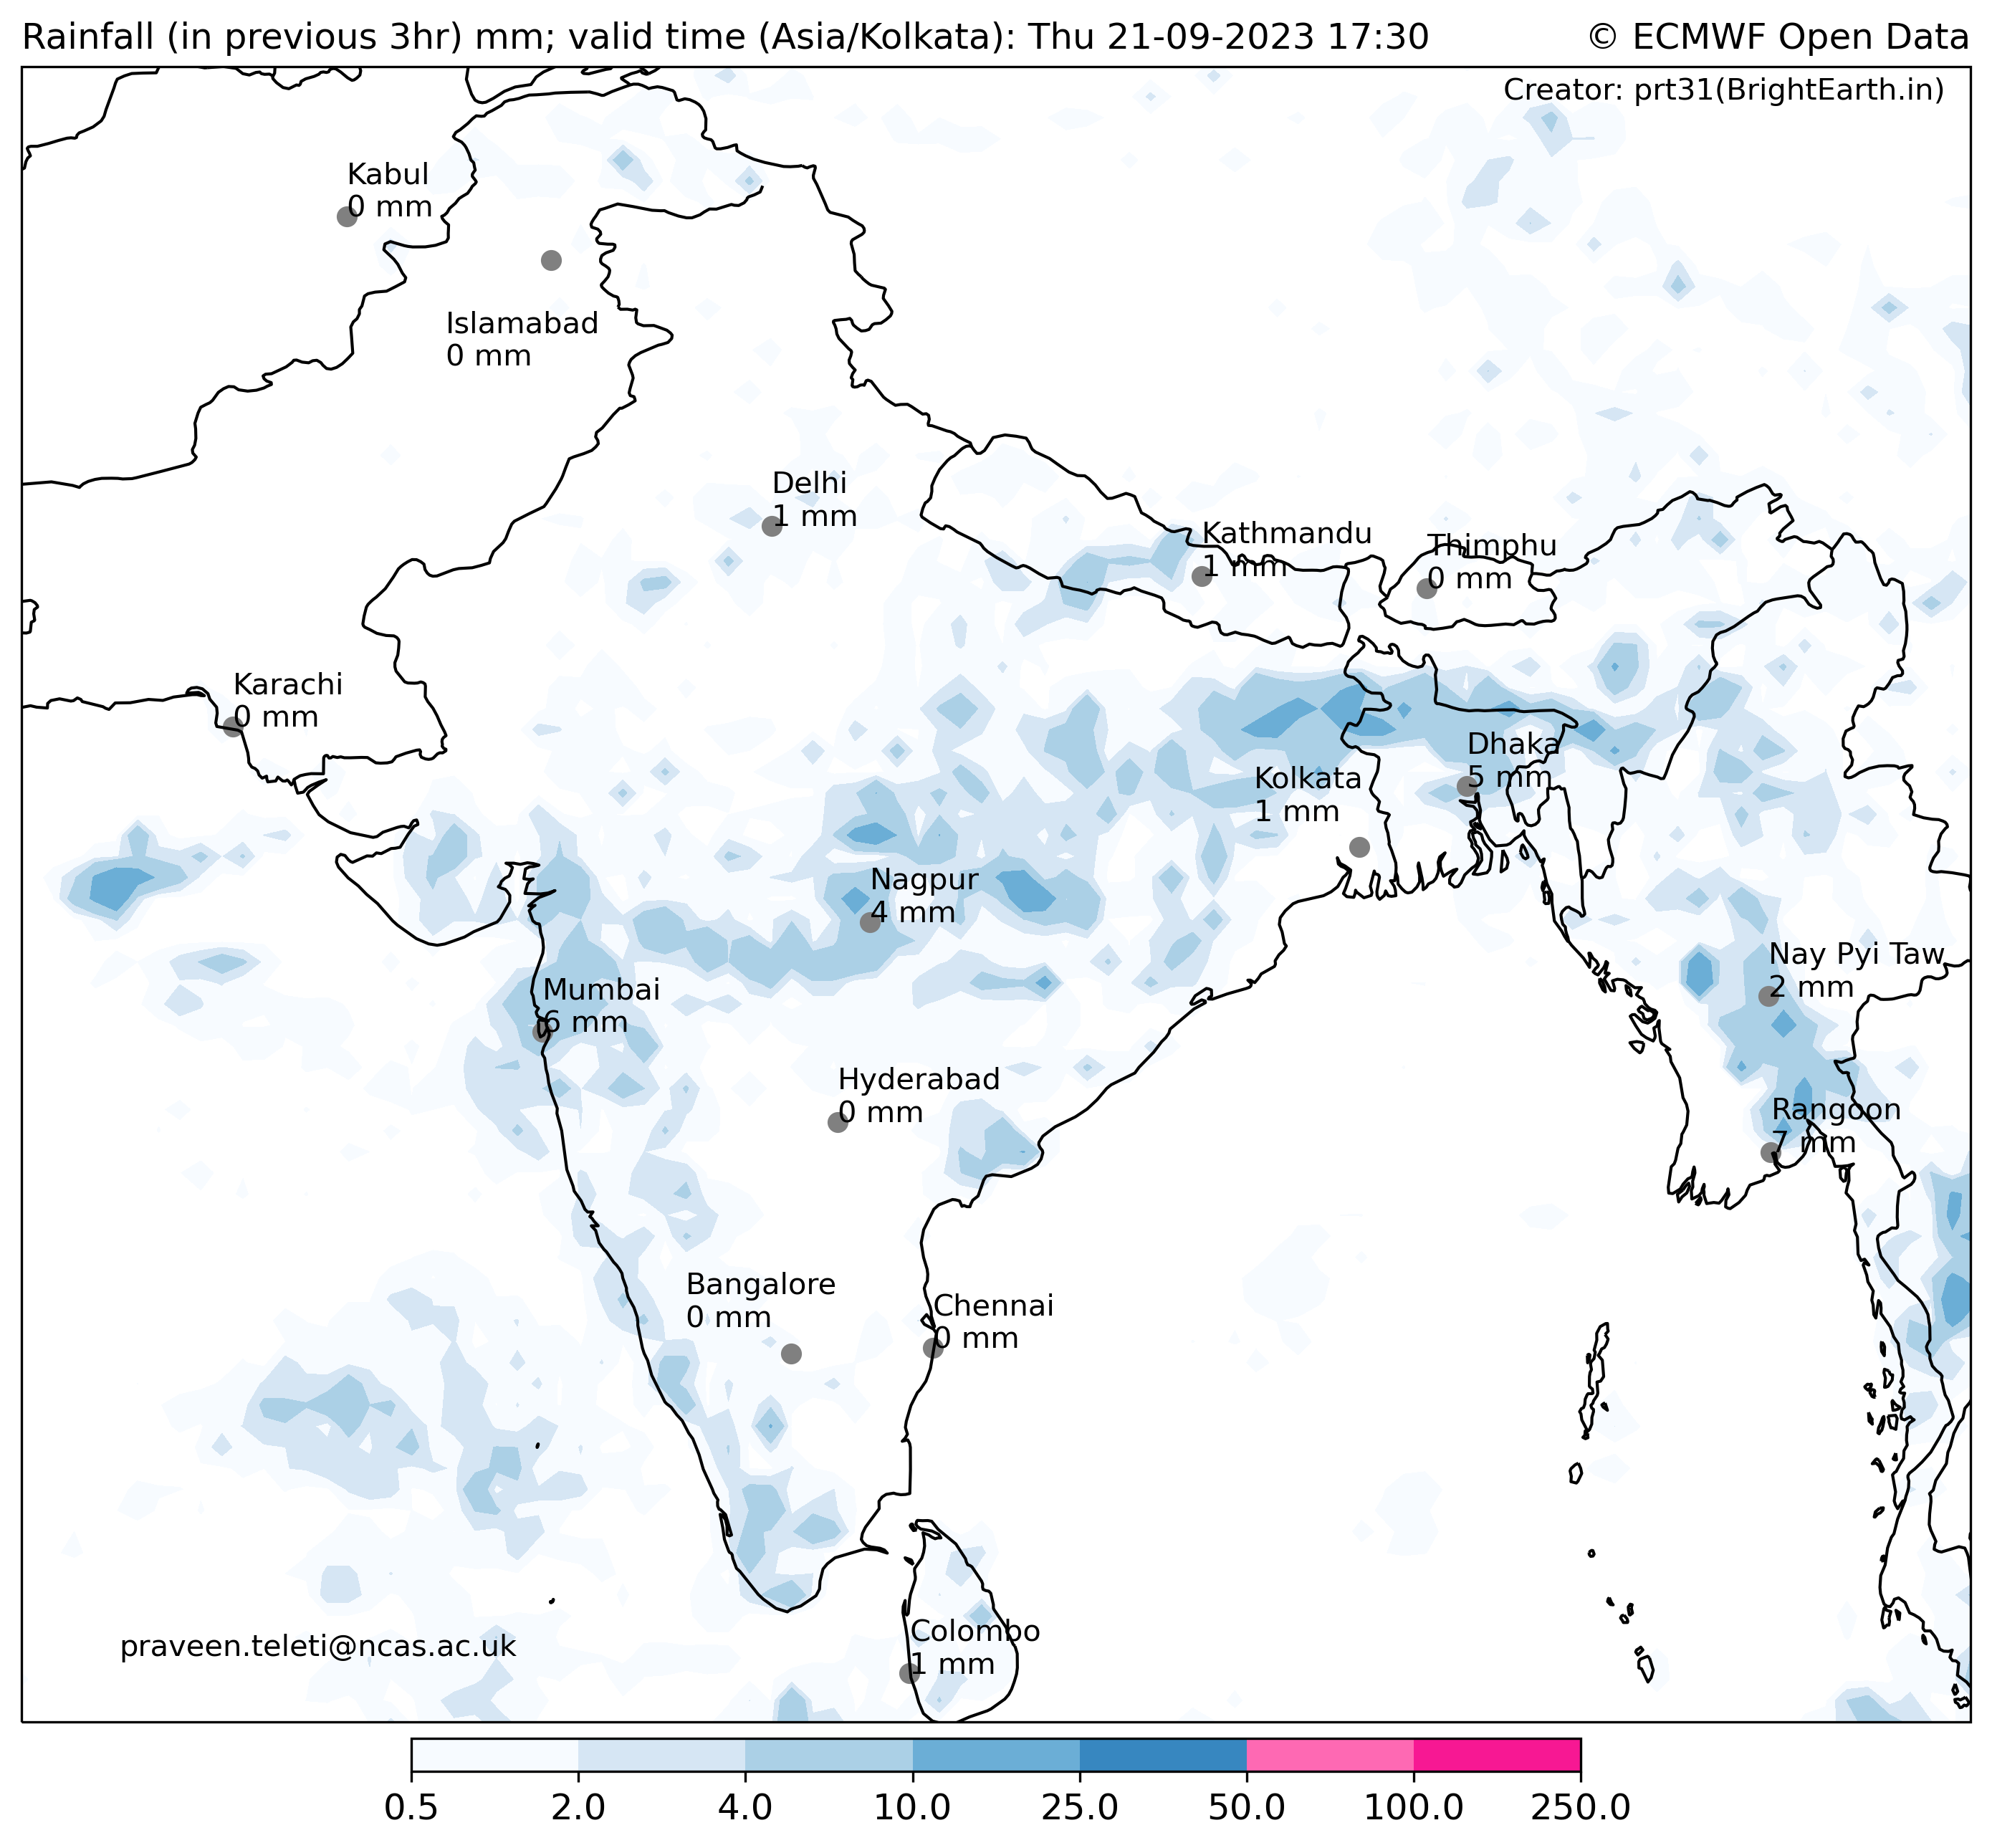 Rainfall (in previous 3hr) mm; valid time (Asia/Kolkata): Thu 21-09-2023 17:30
© ECMWF Open Data
Creator: prt31(BrightEarth.in)
Kabul
0 mm
Islamabad
0 mm
Delhi
1 mm
Kathmandu
1 mm
Thimphu
0 mm
Karachi
0 mm
Dhaka
5 mm
Kolkata
1 mm
Nagpur
4 mm
Nay Pyi Taw
2 mm
Mumbai
6 mm
Hyderabad
0 mm
Rangoon
7 mm
Bangalore
0 mm
Chennai
0 mm
Colombo
1 mm
praveen.teleti@ncas.ac.uk
0.5 2.0 4.0 10.0 25.0 50.0 100.0 250.0